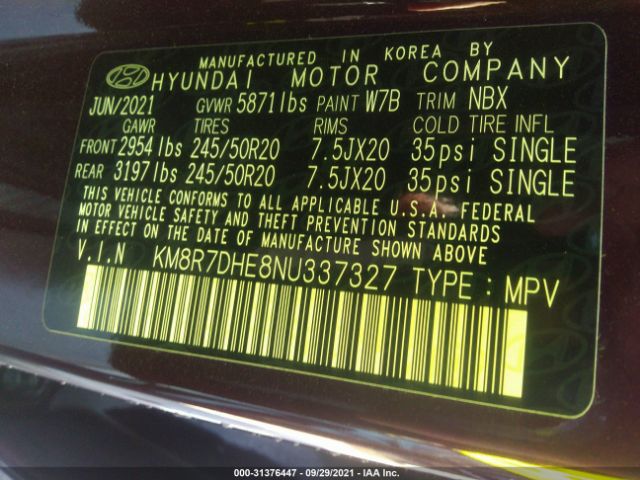 MANUFACTURED IN KOREA BY
HYUNDAI MOTOR COMPANY
JUN/2021 GVWR 5871lbs PAINT W7B TRIM NBX
GAWR TIRES RIMS COLD TIRE INFL
FRONT 2954lbs 245/50R20 7.5JX20 35psi SINGLE
REAR 3197lbs 245/50R20 7.5JX20 35psi SINGLE
THIS VEHICLE CONFORMS TO ALL APPLICABLE U.S.A. FEDERAL
MOTOR VEHICLE SAFETY AND THEFT PREVENTION STANDARDS
IN EFFECT ON THE DATE OF MANUFACTURE SHOWN ABOVE
V.I.N KM8R7DHE8NU337327 TYPE : MPV
000-31376447 - 09/29/2021 - IAA Inc.